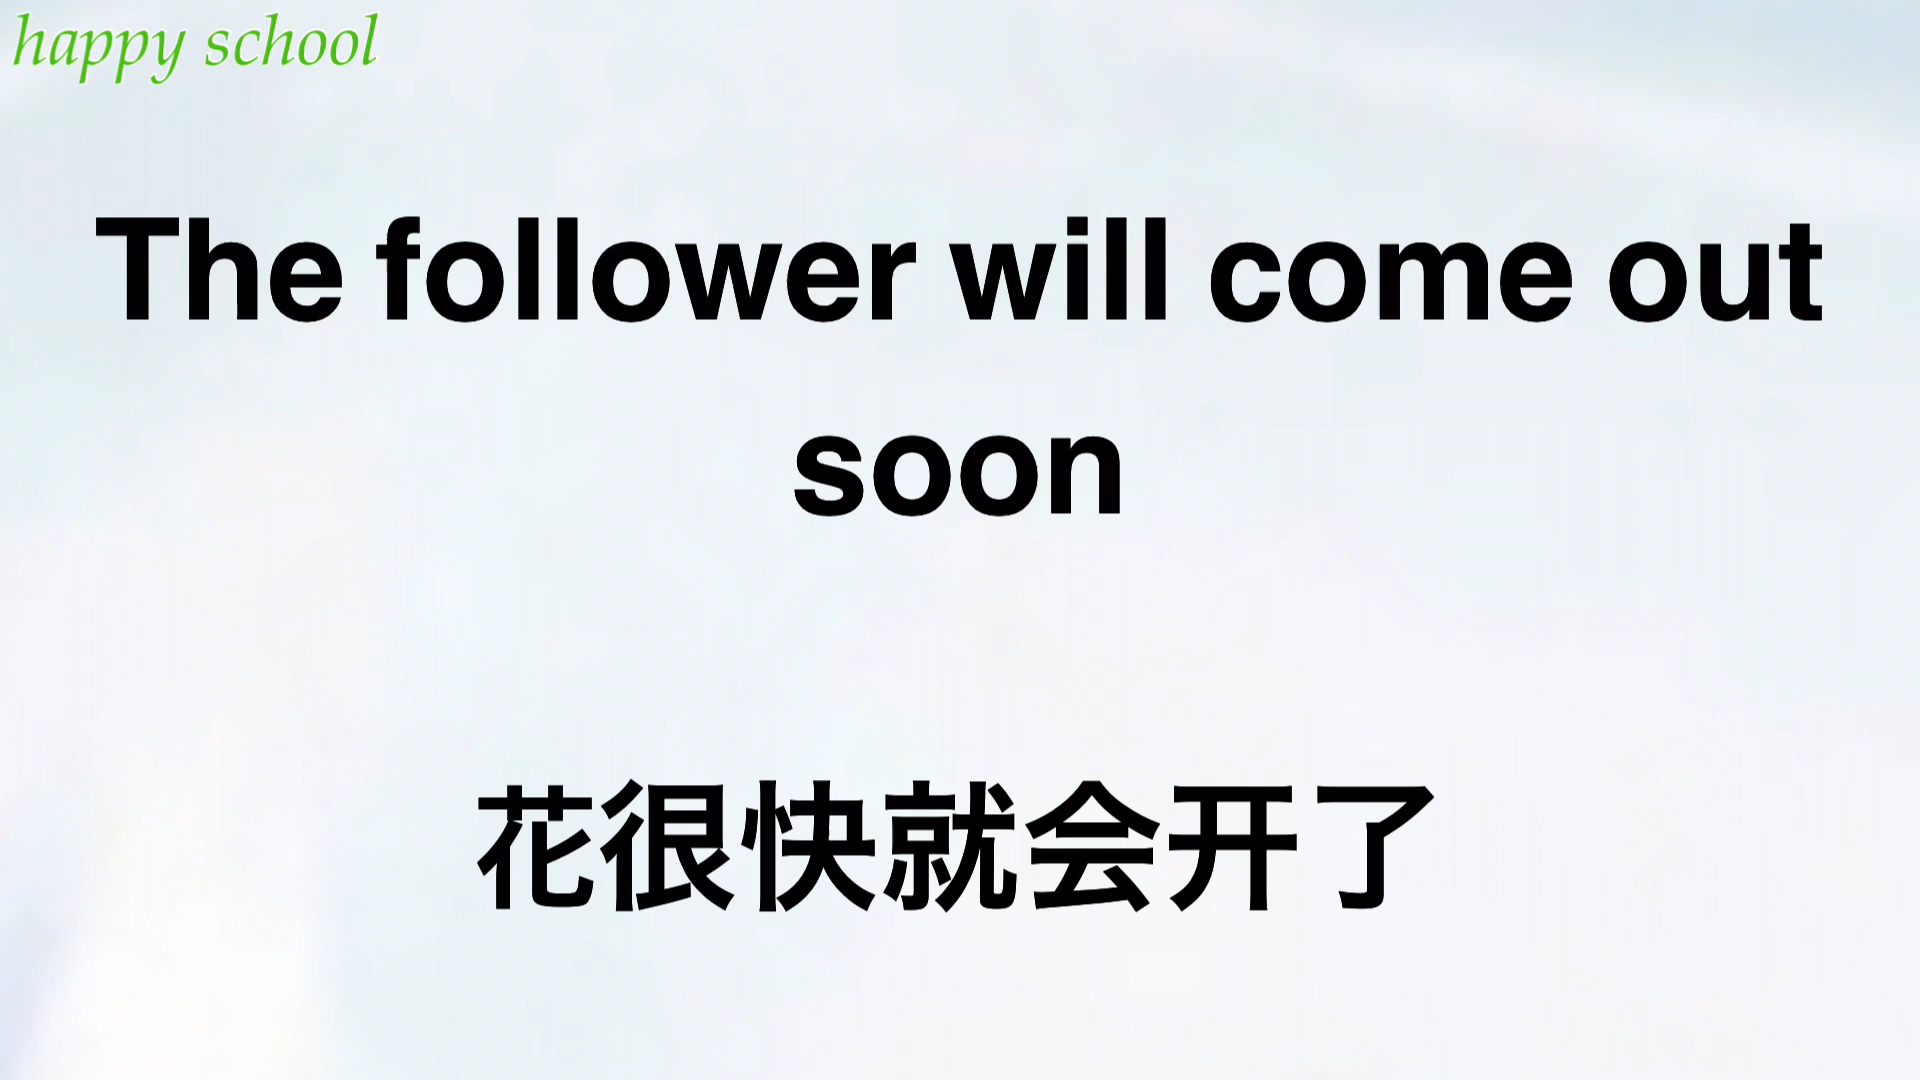 happy school
The follower will come out
soon
花很快就会开了